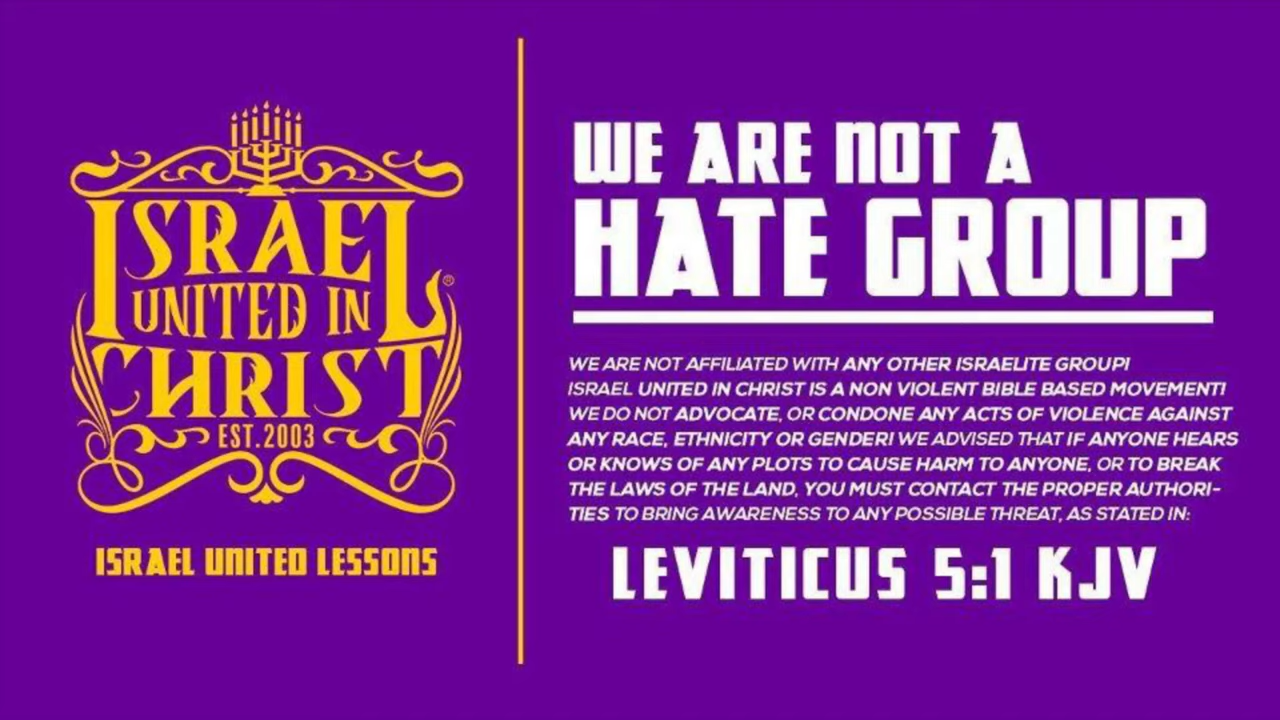 ISRAEL
UNITED IN
CHRIST
EST.2003
ISRAEL UNITED LESSONS
WE ARE NOT A
HATE GROUP
WE ARE NOT AFFILIATED WITH ANY OTHER ISRAELITE GROUP!
ISRAEL UNITED IN CHRIST IS A NON VIOLENT BIBLE BASED MOVEMENT!
WE DO NOT ADVOCATE, OR CONDONE ANY ACTS OF VIOLENCE AGAINST
ANY RACE, ETHNICITY OR GENDER! WE ADVISED THAT IF ANYONE HEARS
OR KNOWS OF ANY PLOTS TO CAUSE HARM TO ANYONE, OR TO BREAK
THE LAWS OF THE LAND, YOU MUST CONTACT THE PROPER AUTHORI-
TIES TO BRING AWARENESS TO ANY POSSIBLE THREAT, AS STATED IN:
LEVITICUS 5:1 KJV